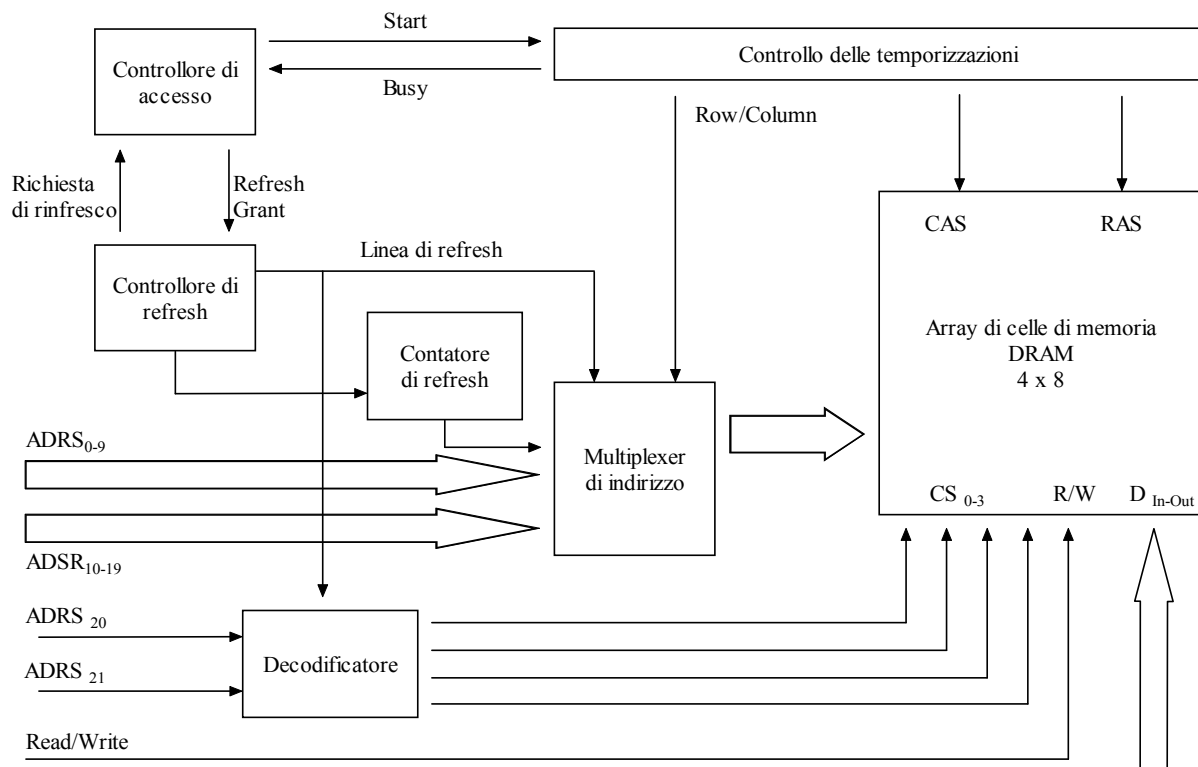 Start
Controllo delle temporizzazioni
Controllore di
accesso
Busy
Row/Column
Richiesta
di rinfresco
Refresh
Grant
CAS
RAS
Linea di refresh
Controllore di
refresh
Contatore
di refresh
Array di celle di memoria
DRAM
4 x 8
ADRS0-9
Multiplexer
di indirizzo
CS 0-3
R/W
D In-Out
ADSR10-19
ADRS 20
Decodificatore
ADRS 21
Read/Write